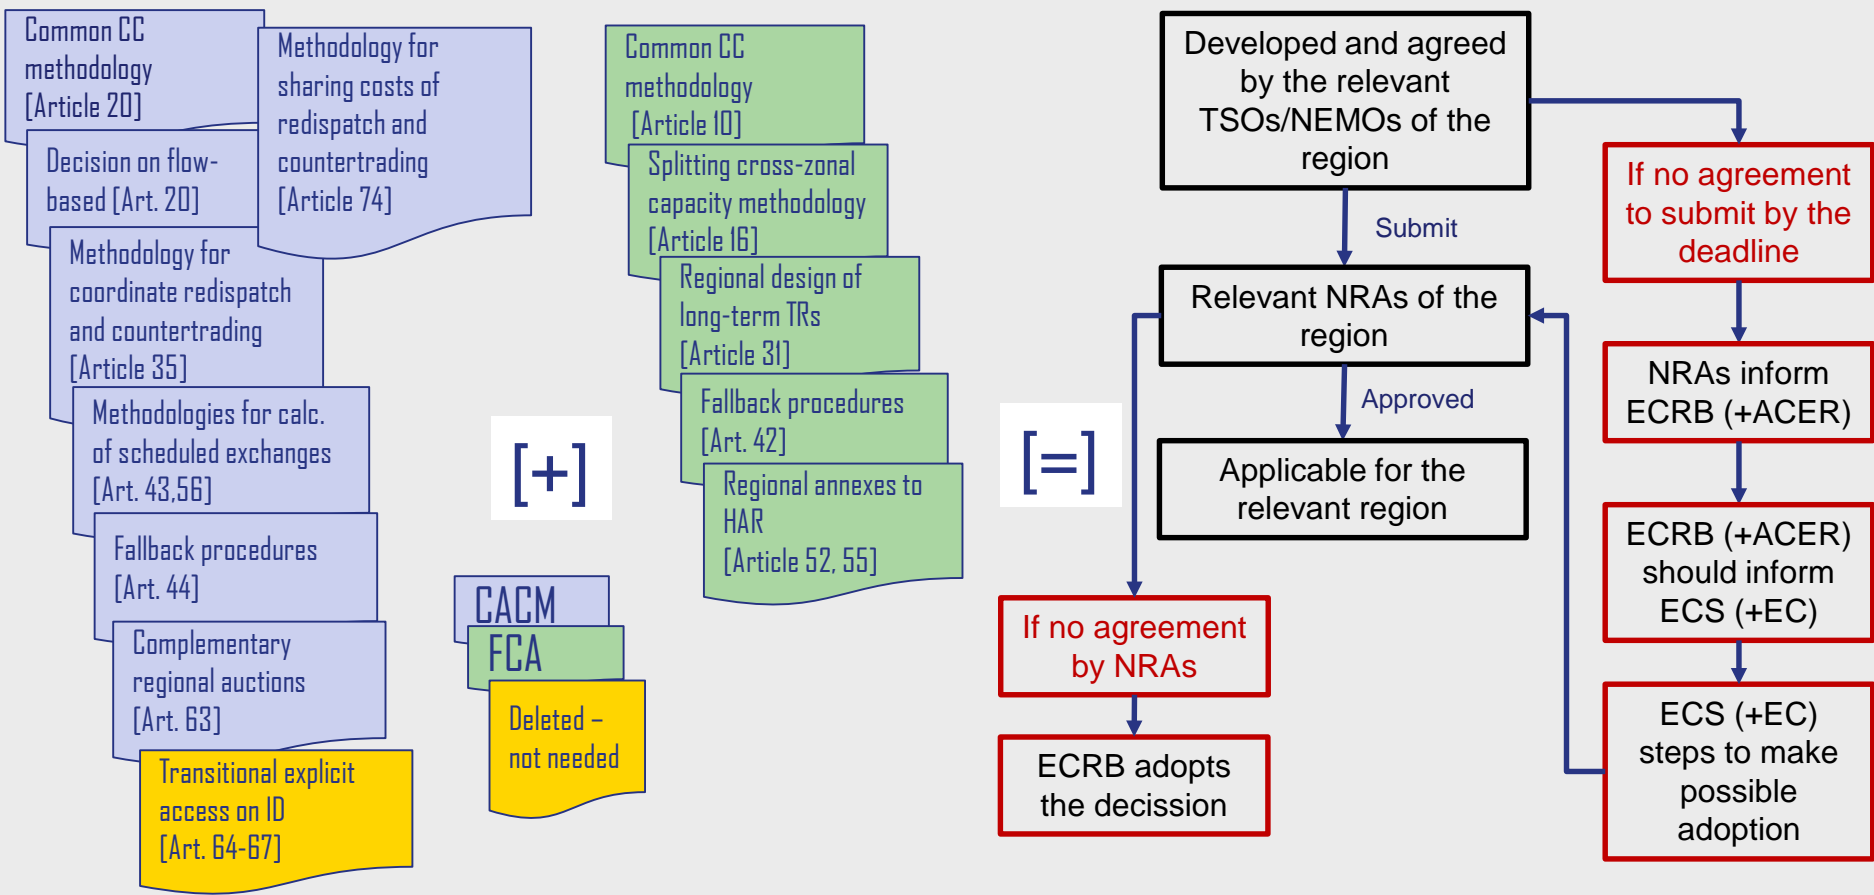 Common CC
methodology
[Article 20]
Methodology for
sharing costs of
redispatch and
countertrading
[Article 74]
Decision on flow-
based [Art. 20]
Methodology for
coordinate redispatch
and countertrading
[Article 35]
Methodologies for calc.
of scheduled exchanges
[Art. 43,56]
Fallback procedures
[Art. 44]
Complementary
regional auctions
[Art. 63]
Transitional explicit
access on ID
[Art. 64-67]
[+]
CACM
FCA
Deleted –
not needed
Common CC
methodology
[Article 10]
Splitting cross-zonal
capacity methodology
[Article 16]
Regional design of
long-term TRs
[Article 31]
Fallback procedures
[Art. 42]
Regional annexes to
HAR
[Article 52, 55]
[=]
Developed and agreed
by the relevant
TSOs/NEMOs of the
region
Submit
Relevant NRAs of the
region
Approved
Applicable for the
relevant region
If no agreement
by NRAs
ECRB adopts
the decission
If no agreement
to submit by the
deadline
NRAs inform
ECRB (+ACER)
ECRB (+ACER)
should inform
ECS (+EC)
ECS (+EC)
steps to make
possible
adoption